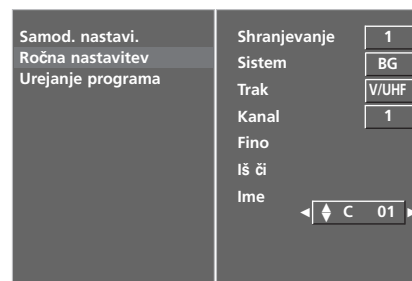 Samod. nastavi.
Ročna nastavitev
Urejanje programa
Shranjevanje 1
Sistem BG
Trak V/UHF
Kanal 1
Fino
Iš či
Ime
C 01